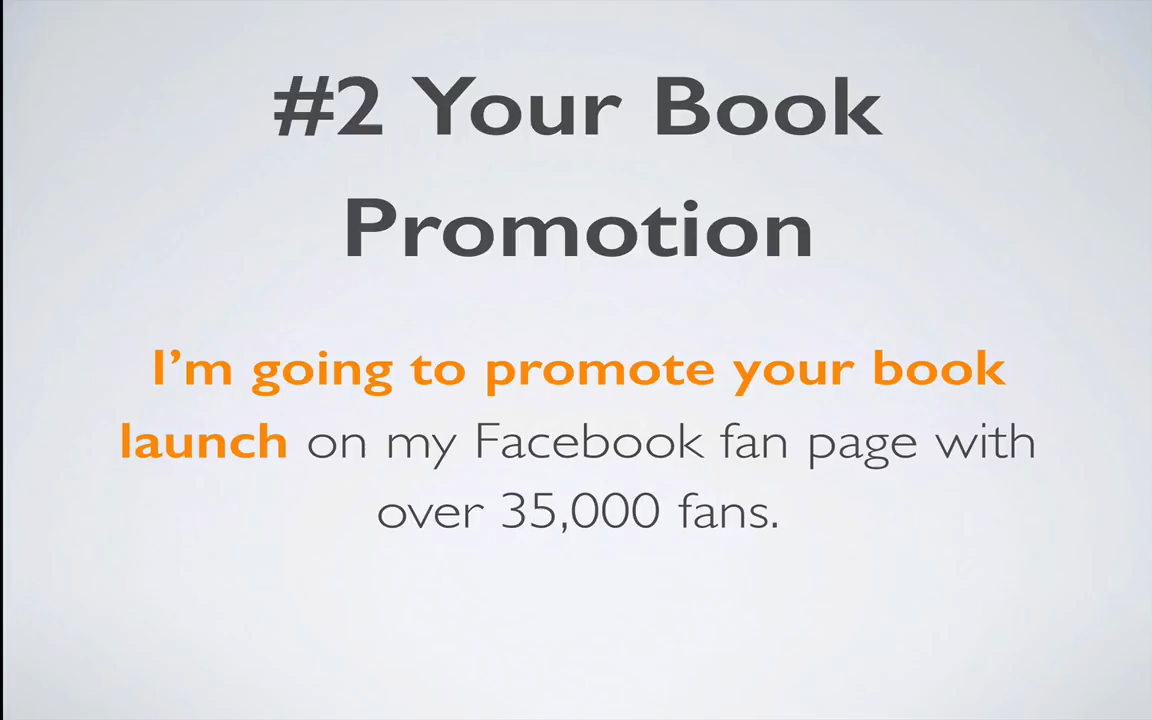 #2 Your Book
Promotion
I’m going to promote your book
launch on my Facebook fan page with
over 35,000 fans.